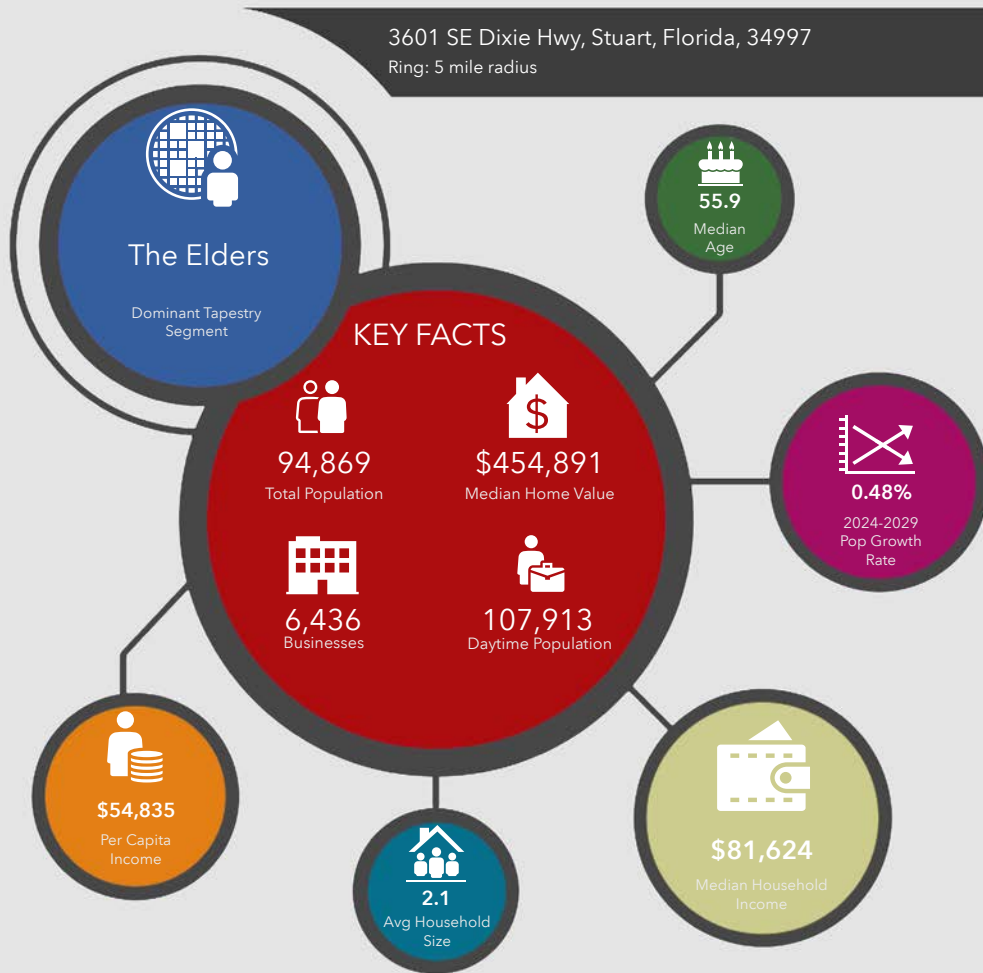 3601 SE Dixie Hwy, Stuart, Florida, 34997
Ring: 5 mile radius
The Elders
Dominant Tapestry
Segment
KEY FACTS
94,869
Total Population
$454,891
Median Home Value
6,436
Businesses
107,913
Daytime Population
55.9
Median
Age
0.48%
2024-2029
Pop Growth
Rate
$54,835
Per Capita
Income
2.1
Avg Household
Size
$81,624
Median Household
Income